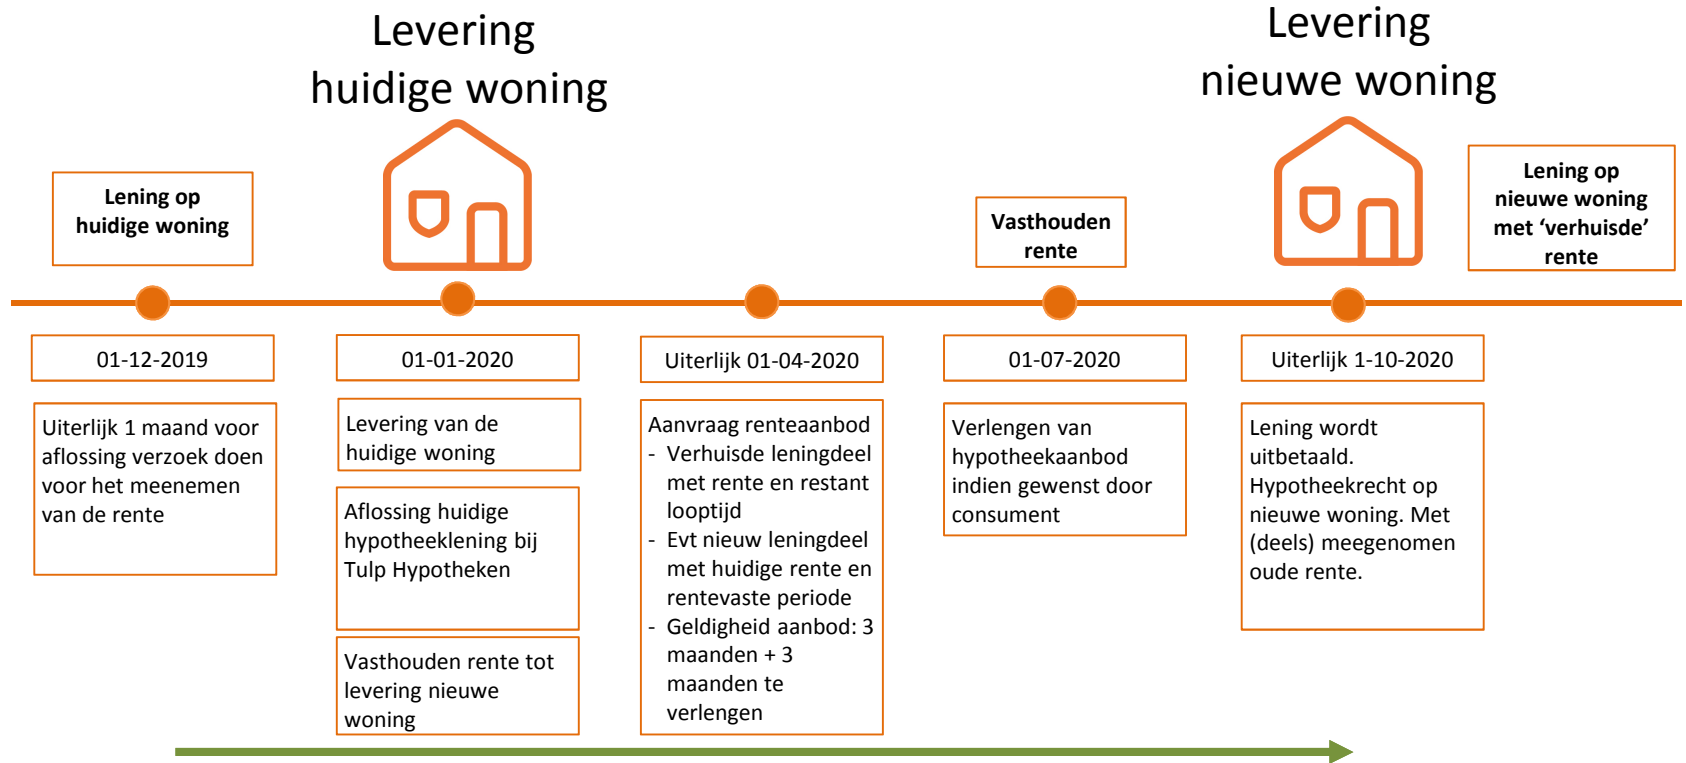 Levering
huidige woning
Levering
nieuwe woning
Lening op
huidige woning
Vasthouden
rente
Lening op
nieuwe woning
met ‘verhuisde’
rente
01-12-2019
01-01-2020
Uiterlijk 01-04-2020
01-07-2020
Uiterlijk 1-10-2020
Uiterlijk 1 maand voor
aflossing verzoek doen
voor het meenemen
van de rente
Levering van de
huidige woning
Aflossing huidige
hypotheeklening bij
Tulp Hypotheken
Vasthouden rente tot
levering nieuwe
woning
Aanvraag renteaanbod
- Verhuisde leningdeel
met rente en restant
looptijd
- Evt nieuw leningdeel
met huidige rente en
rentevaste periode
- Geldigheid aanbod: 3
maanden + 3
maanden te
verlengen
Verlengen van
hypotheekaanbod
indien gewenst door
consument
Lening wordt
uitbetaald.
Hypotheekrecht op
nieuwe woning. Met
(deels) meegenomen
oude rente.